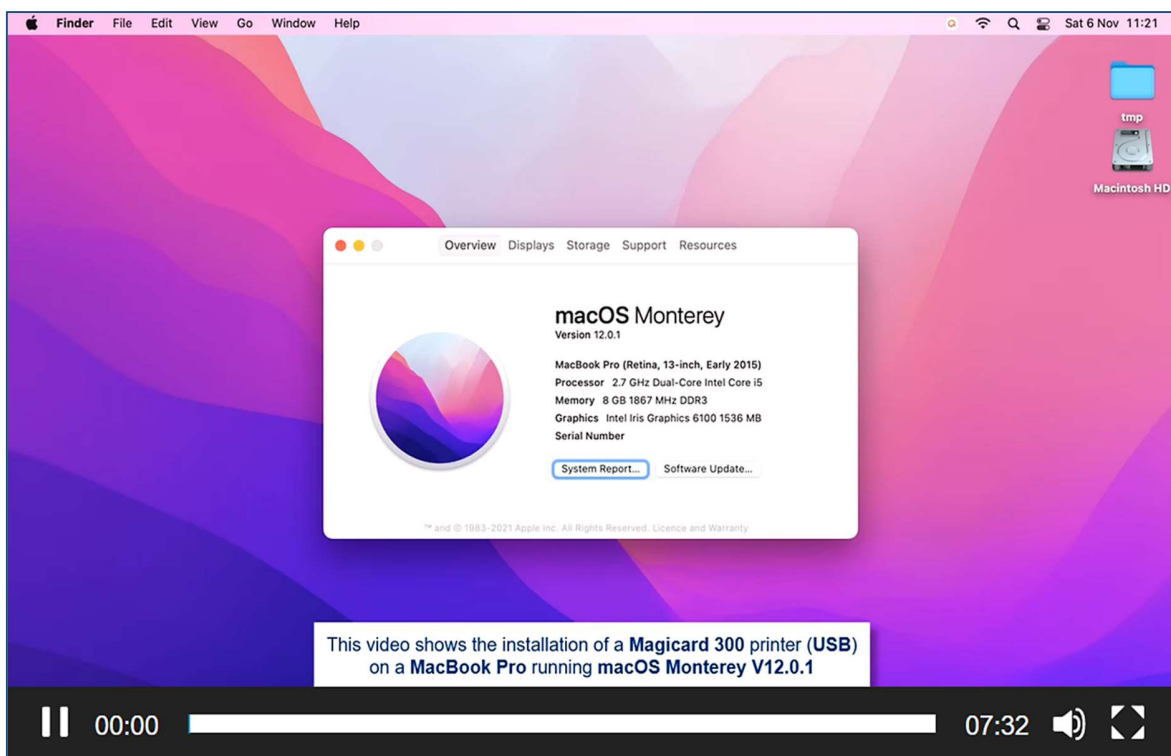 Finder File Edit View Go Window Help Sat 6 Nov 11:21
tmp
Macintosh HD
Overview Displays Storage Support Resources
macOS Monterey
Version 12.0.1
MacBook Pro (Retina, 13-inch, Early 2015)
Processor 2.7 GHz Dual-Core Intel Core i5
Memory 8 GB 1867 MHz DDR3
Graphics Intel Iris Graphics 6100 1536 MB
Serial Number
System Report... Software Update...
™ and © 1983-2021 Apple Inc. All Rights Reserved. Licence and Warranty
This video shows the installation of a Magicard 300 printer (USB)
on a MacBook Pro running macOS Monterey V12.0.1
00:00 07:32